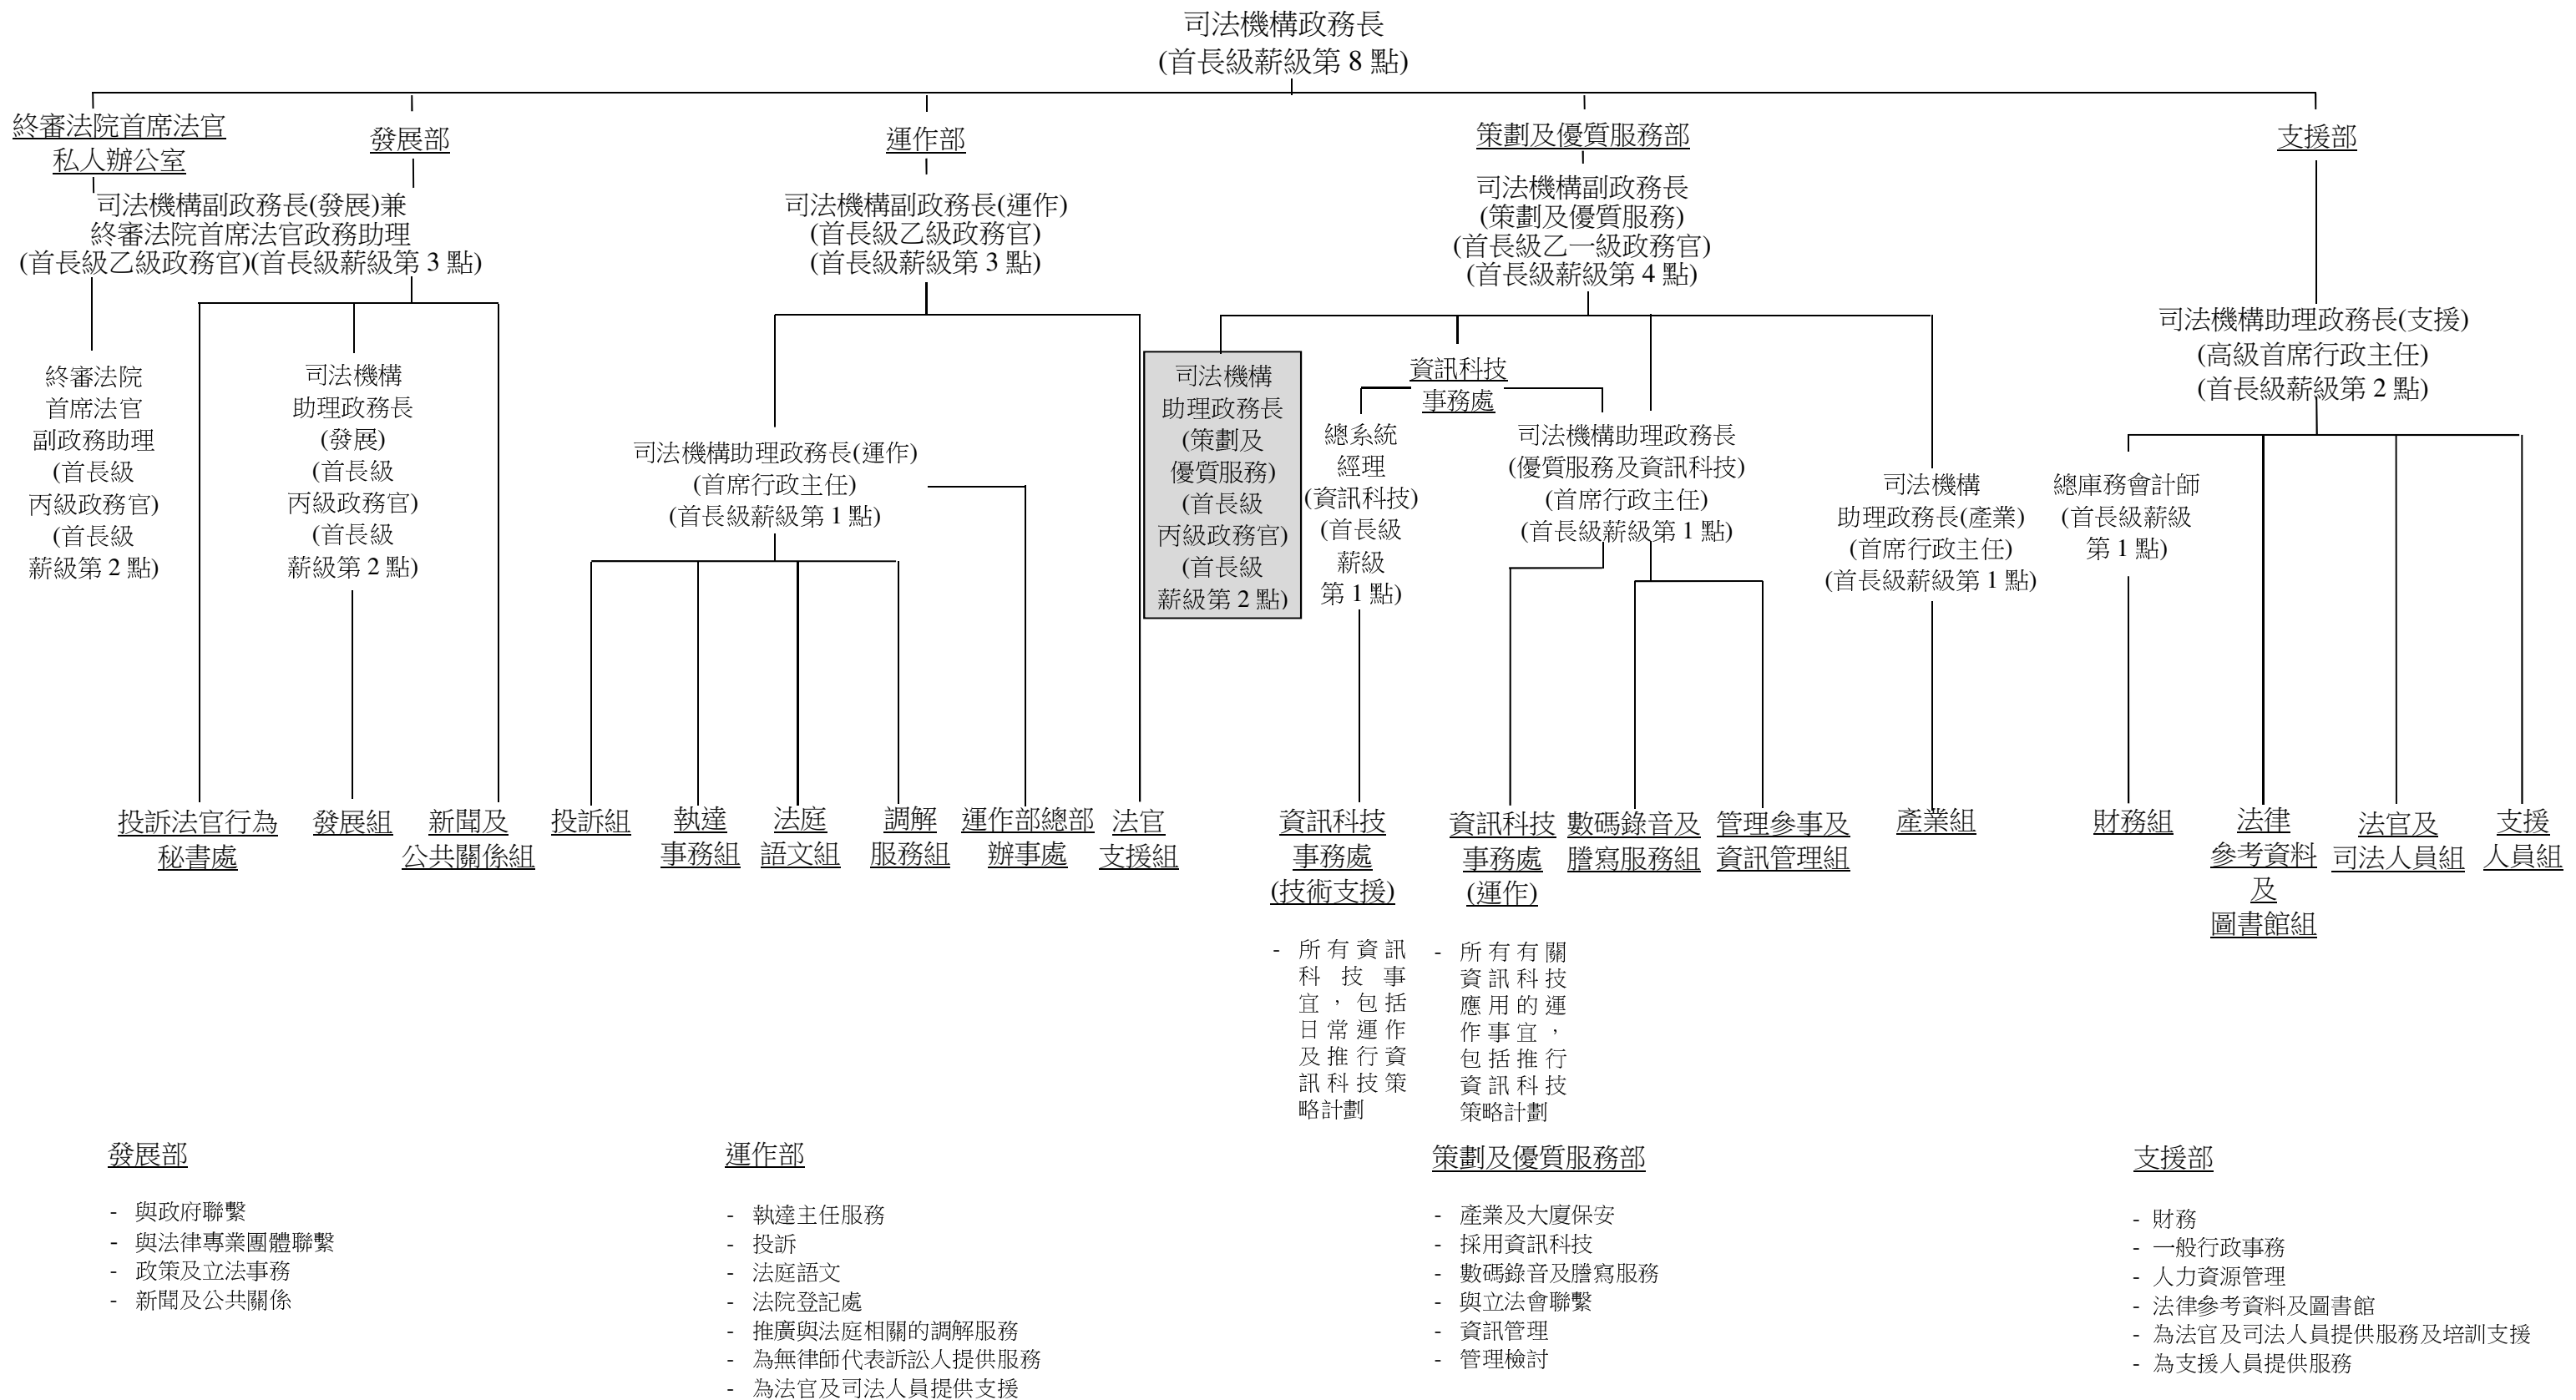 司法機構政務長
(首長級薪級第 8 點)
終審法院首席法官
私人辦公室
發展部
運作部
策劃及優質服務部
支援部
司法機構副政務長(發展)兼
終審法院首席法官政務助理
(首長級乙級政務官)(首長級薪級第 3 點)
司法機構副政務長(運作)
(首長級乙級政務官)
(首長級薪級第 3 點)
司法機構副政務長
(策劃及優質服務)
(首長級乙一級政務官)
(首長級薪級第 4 點)
司法機構助理政務長(支援)
(高級首席行政主任)
(首長級薪級第 2 點)
終審法院
首席法官
副政務助理
(首長級
丙級政務官)
(首長級
薪級第 2 點)
司法機構
助理政務長
(發展)
(首長級
丙級政務官)
(首長級
薪級第 2 點)
司法機構助理政務長(運作)
(首席行政主任)
(首長級薪級第 1 點)
司法機構
助理政務長
(策劃及
優質服務)
(首長級
丙級政務官)
(首長級
薪級第 2 點)
資訊科技
事務處
總系統
經理
(資訊科技)
(首長級
薪級
第 1 點)
司法機構助理政務長
(優質服務及資訊科技)
(首席行政主任)
(首長級薪級第 1 點)
司法機構
助理政務長(產業)
(首席行政主任)
(首長級薪級第 1 點)
總庫務會計師
(首長級薪級
第 1 點)
投訴法官行為
秘書處
發展組
新聞及
公共關係組
投訴組
執達
事務組
法庭
語文組
調解
服務組
運作部總部
辦事處
法官
支援組
資訊科技
事務處
(技術支援)
資訊科技
事務處
(運作)
數碼錄音及
謄寫服務組
管理參事及
資訊管理組
產業組
財務組
法律
參考資料
及
圖書館組
法官及
司法人員組
支援
人員組
- 所有資訊
科技事
宜，包括
日常運作
及推行資
訊科技策
略計劃
- 所有有關
資訊科技
應用的運
作事宜，
包括推行
資訊科技
策略計劃
發展部
- 與政府聯繫
- 與法律專業團體聯繫
- 政策及立法事務
- 新聞及公共關係
運作部
- 執達主任服務
- 投訴
- 法庭語文
- 法院登記處
- 推廣與法庭相關的調解服務
- 為無律師代表訴訟人提供服務
- 為法官及司法人員提供支援
策劃及優質服務部
- 產業及大廈保安
- 採用資訊科技
- 數碼錄音及謄寫服務
- 與立法會聯繫
- 資訊管理
- 管理檢討
支援部
- 財務
- 一般行政事務
- 人力資源管理
- 法律參考資料及圖書館
- 為法官及司法人員提供服務及培訓支援
- 為支援人員提供服務